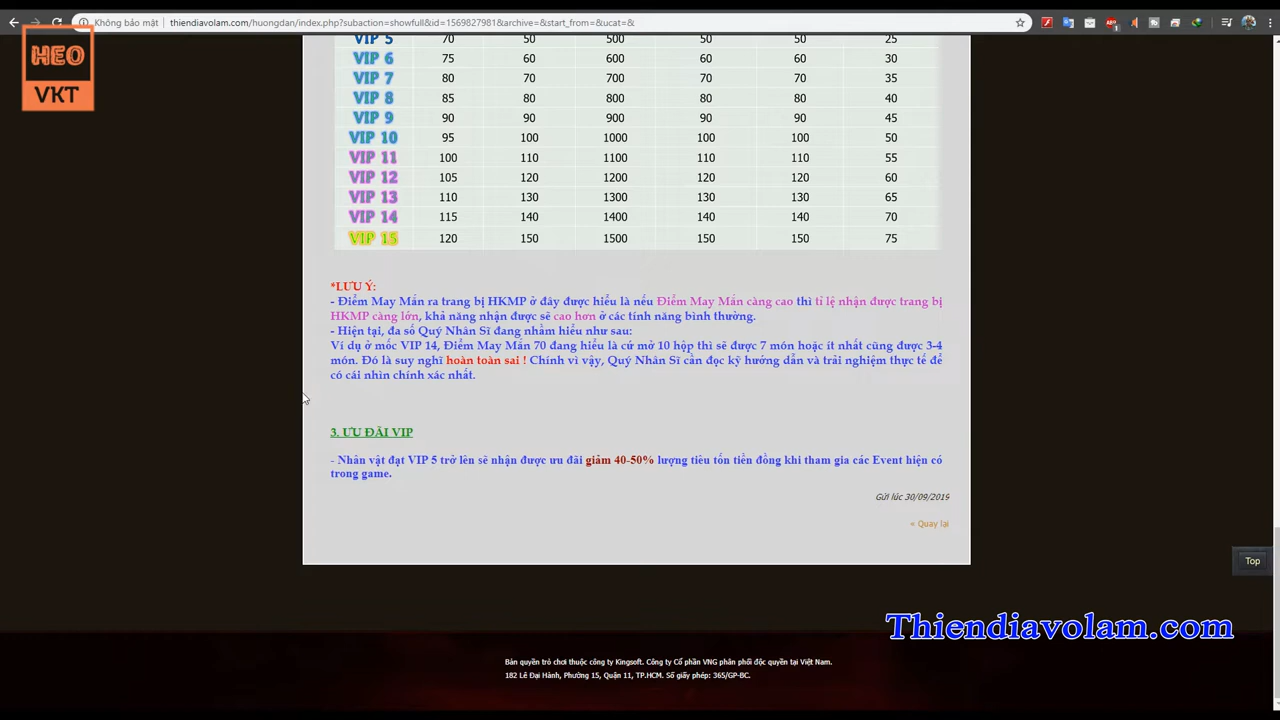 Không bảo mật | thiendiavolam.com/huongdan/index.php?subaction=showfull&id=1569827981&archive=&start_from=&ucat=&
HEO
VKT
VIP 5 70 50 500 50 50 25
VIP 6 75 60 600 60 60 30
VIP 7 80 70 700 70 70 35
VIP 8 85 80 800 80 80 40
VIP 9 90 90 900 90 90 45
VIP 10 95 100 1000 100 100 50
VIP 11 100 110 1100 110 110 55
VIP 12 105 120 1200 120 120 60
VIP 13 110 130 1300 130 130 65
VIP 14 115 140 1400 140 140 70
VIP 15 120 150 1500 150 150 75
*LƯU Ý:
- Điểm May Mắn ra trang bị HKMP ở đây được hiểu là nếu Điểm May Mắn càng cao thì tỉ lệ nhận được trang bị
HKMP càng lớn, khả năng nhận được sẽ cao hơn ở các tính năng bình thường.
- Hiện tại, đa số Quý Nhân Sĩ đang nhầm hiểu như sau:
Ví dụ ở mốc VIP 14, Điểm May Mắn 70 đang hiểu là cứ mở 10 hộp thì sẽ được 7 món hoặc ít nhất cũng được 3-4
món. Đó là suy nghĩ hoàn toàn sai ! Chính vì vậy, Quý Nhân Sĩ cần đọc kỹ hướng dẫn và trải nghiệm thực tế để
có cái nhìn chính xác nhất.
3. ƯU ĐÃI VIP
- Nhân vật đạt VIP 5 trở lên sẽ nhận được ưu đãi giảm 40-50% lượng tiêu tốn tiền đồng khi tham gia các Event hiện có
trong game.
Gửi lúc 30/09/2019
« Quay lại
Top
Thiendiavolam.com
Bản quyền trò chơi thuộc công ty Kingsoft. Công ty Cổ phần VNG phân phối độc quyền tại Việt Nam.
182 Lê Đại Hành, Phường 15, Quận 11, TP.HCM. Số giấy phép: 365/GP-BC.